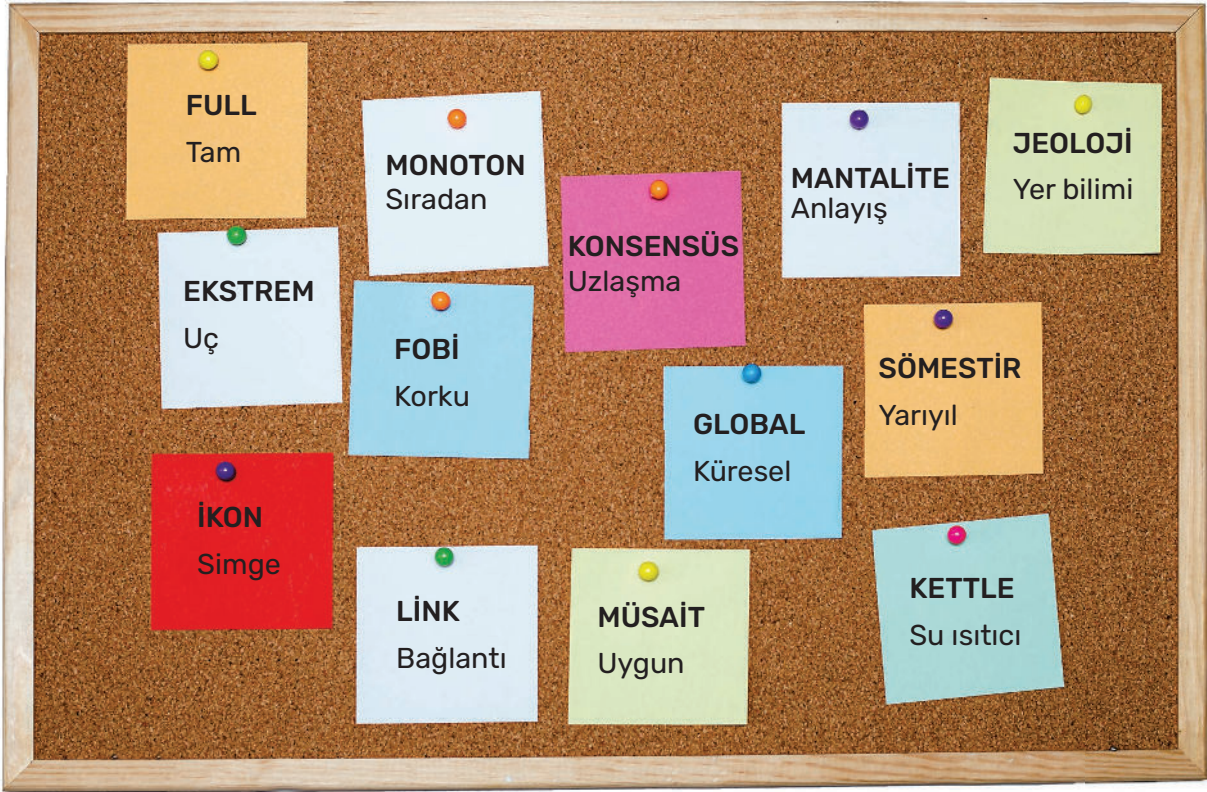 FULL
Tam
MONOTON
Sıradan
KONSENSÜS
Uzlaşma
MANTALİTE
Anlayış
JEOLOJİ
Yer bilimi
EKSTREM
Uç
FOBİ
Korku
GLOBAL
Küresel
SÖMESTİR
Yarıyıl
İKON
Simge
LİNK
Bağlantı
MÜSAİT
Uygun
KETTLE
Su ısıtıcı